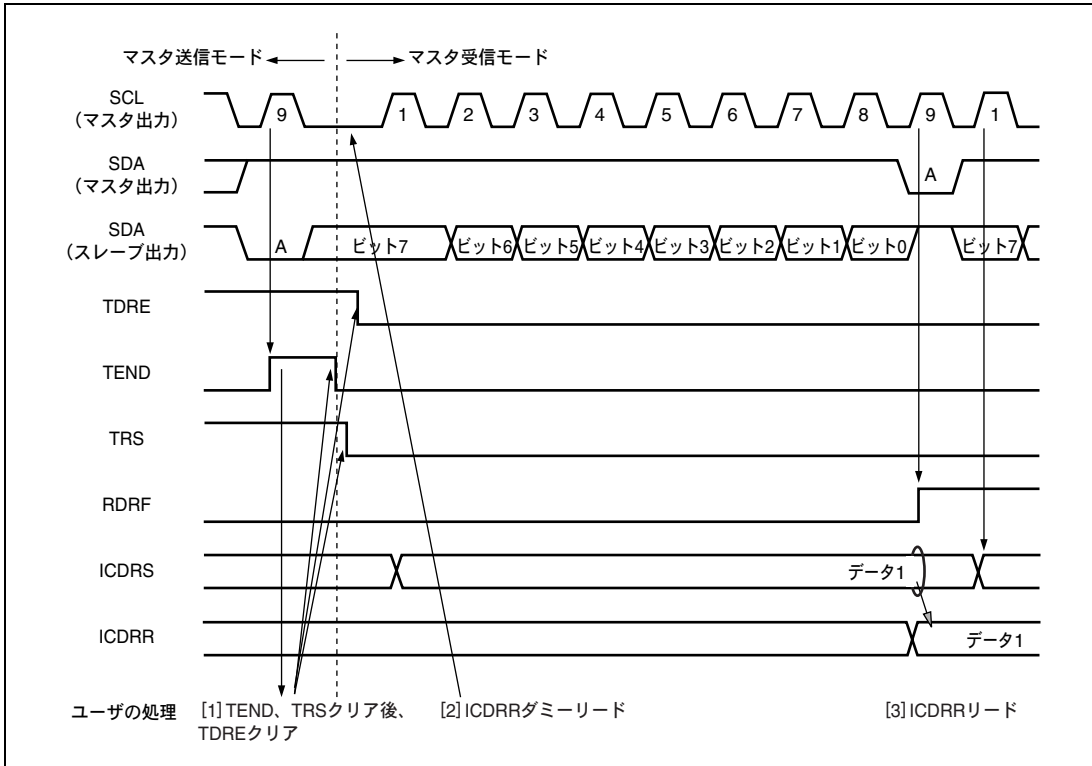 マスタ送信モード マスタ受信モード
SCL
（マスタ出力）
9 1 2 3 4 5 6 7 8 9 1
SDA
（マスタ出力）
A
SDA
（スレーブ出力）
A ビット7 ビット6 ビット5 ビット4 ビット3 ビット2 ビット1 ビット0 ビット7
TDRE
TEND
TRS
RDRF
ICDRS
データ1
ICDRR
データ1
ユーザの処理 [1] TEND、TRSクリア後、 [2] ICDRRダミーリード [3] ICDRRリード
TDREクリア